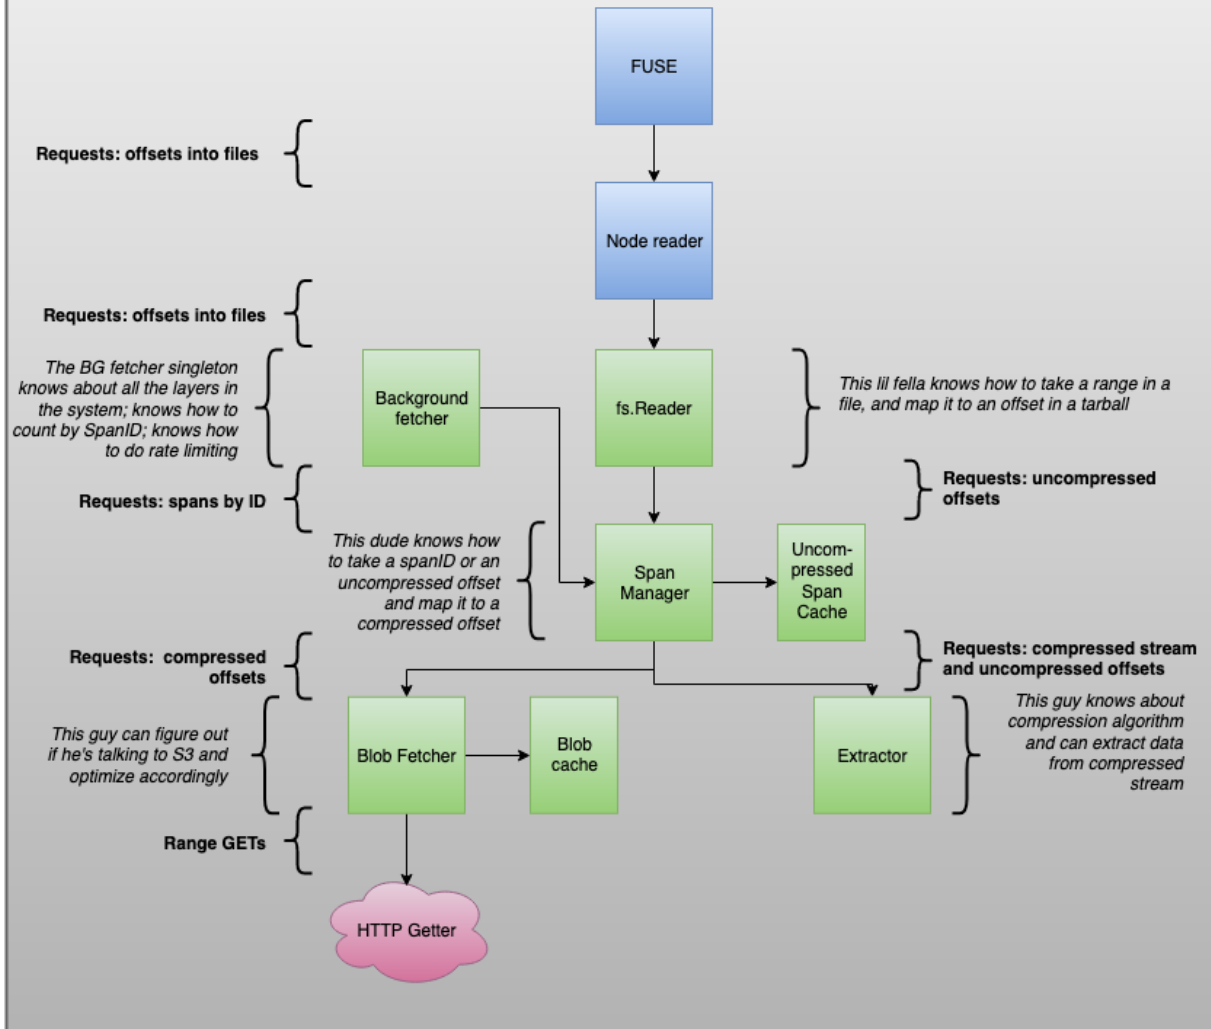 FUSE
Requests: offsets into files
Node reader
Requests: offsets into files
The BG fetcher singleton
knows about all the layers in
the system; knows how to
count by SpanID; knows how
to do rate limiting
Background
fetcher
fs.Reader
This lil fella knows how to take a range in a
file, and map it to an offset in a tarball
Requests: spans by ID
Requests: uncompressed
offsets
This dude knows how
to take a spanID or an
uncompressed offset
and map it to a
compressed offset
Span
Manager
Uncom-
pressed
Span
Cache
Requests: compressed
offsets
Requests: compressed stream
and uncompressed offsets
This guy can figure out
if he's talking to S3 and
optimize accordingly
Blob Fetcher
Blob
cache
Extractor
This guy knows about
compression algorithm
and can extract data
from compressed
stream
Range GETs
HTTP Getter